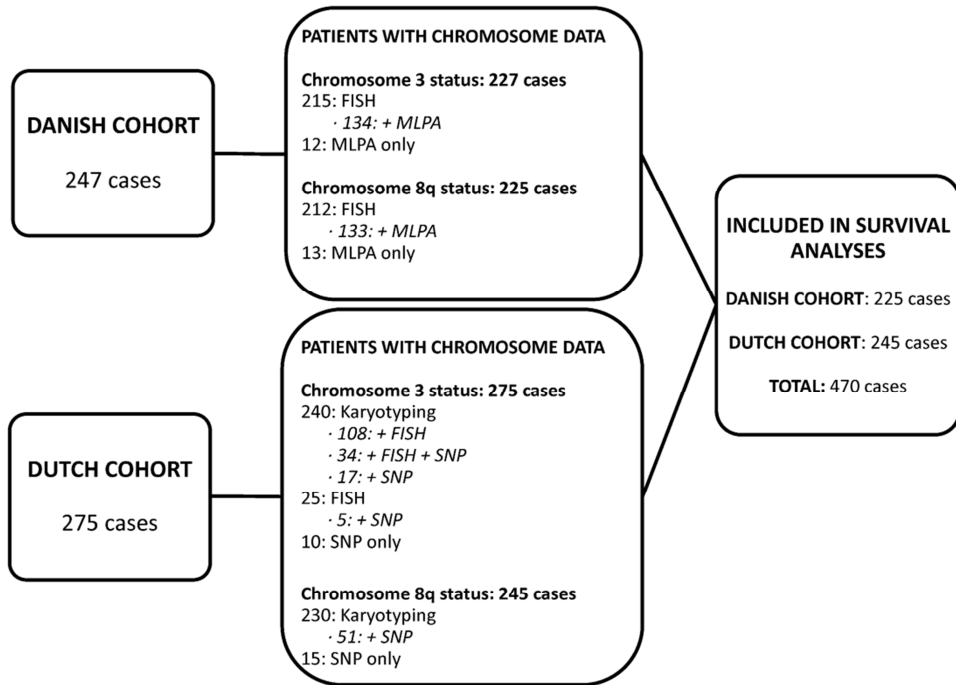 DANISH COHORT
247 cases
PATIENTS WITH CHROMOSOME DATA
Chromosome 3 status: 227 cases
215: FISH
· 134: + MLPA
12: MLPA only
Chromosome 8q status: 225 cases
212: FISH
· 133: + MLPA
13: MLPA only
DUTCH COHORT
275 cases
PATIENTS WITH CHROMOSOME DATA
Chromosome 3 status: 275 cases
240: Karyotyping
· 108: + FISH
· 34: + FISH + SNP
· 17: + SNP
25: FISH
· 5: + SNP
10: SNP only
Chromosome 8q status: 245 cases
230: Karyotyping
· 51: + SNP
15: SNP only
INCLUDED IN SURVIVAL
ANALYSES
DANISH COHORT: 225 cases
DUTCH COHORT: 245 cases
TOTAL: 470 cases